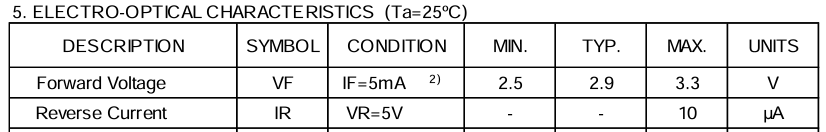 5. ELECTRO-OPTICAL CHARACTERISTICS (Ta=25ºC)
DESCRIPTION SYMBOL CONDITION MIN. TYP. MAX. UNITS
Forward Voltage VF IF=5mA 2) 2.5 2.9 3.3 V
Reverse Current IR VR=5V - - 10 µA